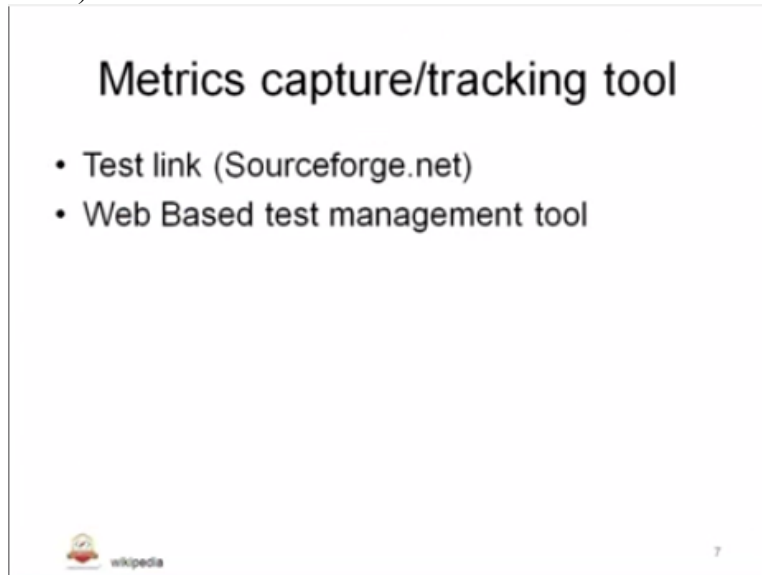 Metrics capture/tracking tool
• Test link (Sourceforge.net)
• Web Based test management tool
wikipedia
7